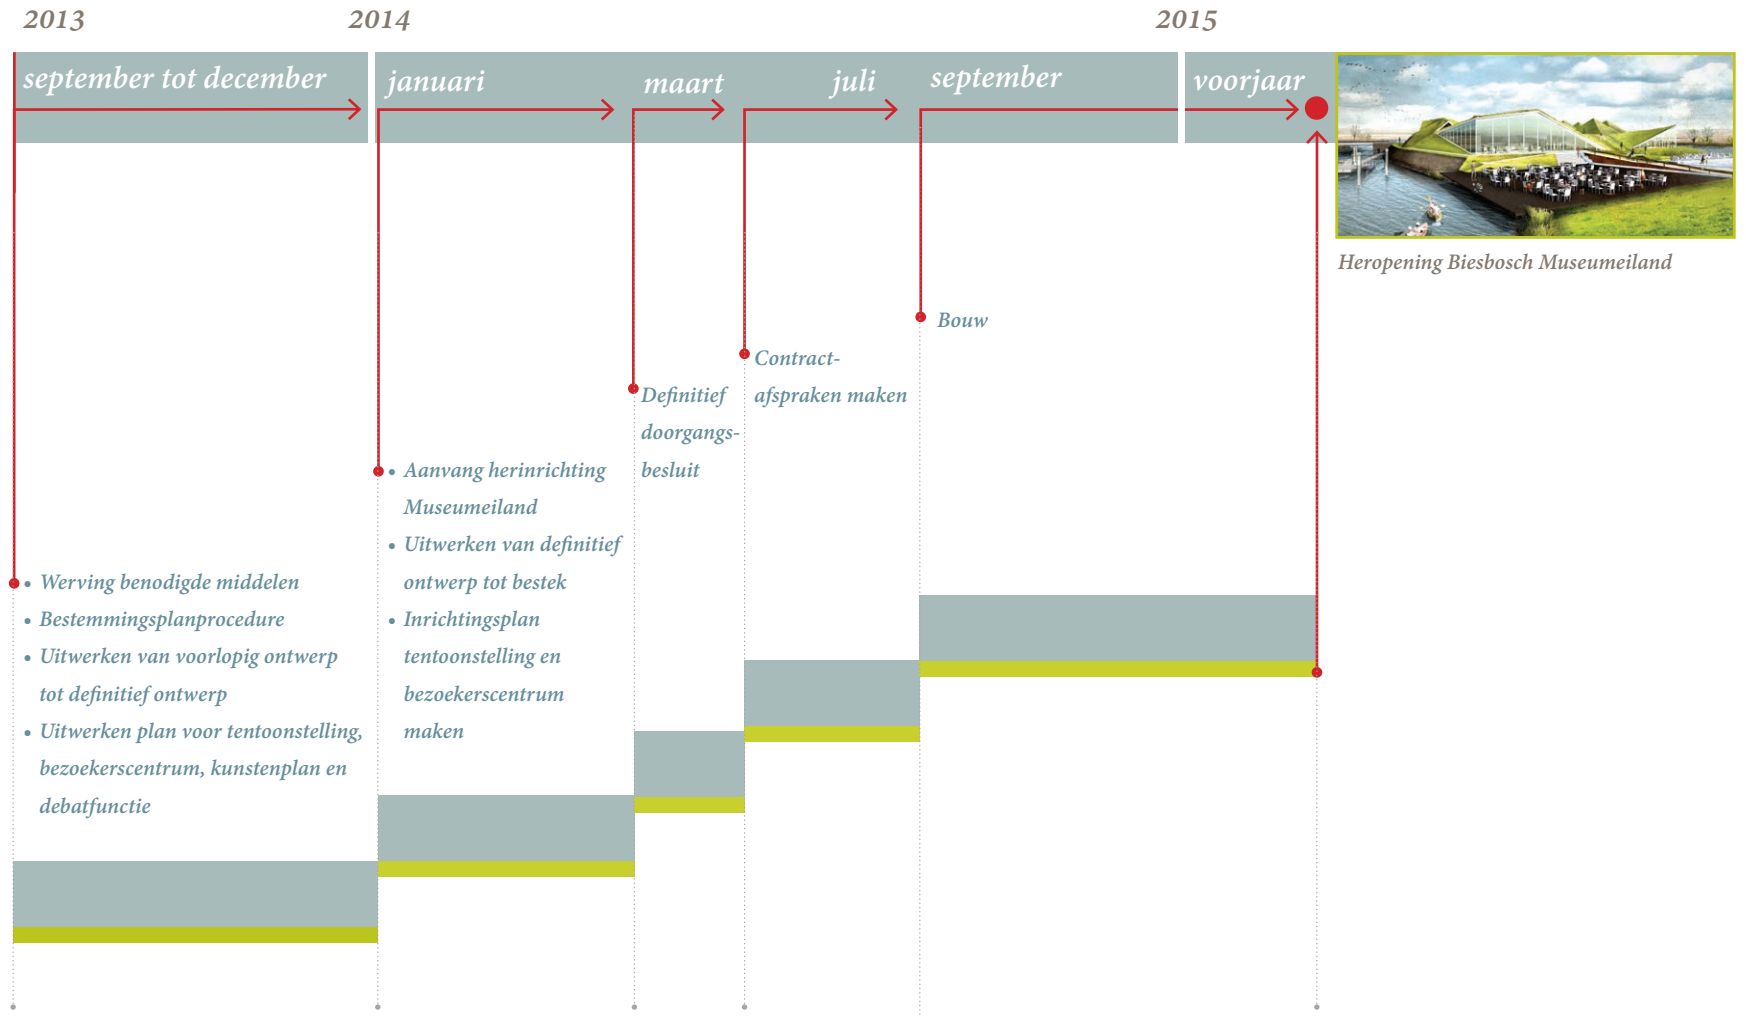 2013
2014
2015
september tot december
januari
maart
juli
september
voorjaar
Heropening Biesbosch Museumeiland
Bouw
Contract-
afspraken maken
Definitief
doorgangs-
besluit
• Aanvang herinrichting
Museumeiland
• Uitwerken van definitief
ontwerp tot bestek
• Inrichtingsplan
tentoonstelling en
bezoekerscentrum
maken
• Werving benodigde middelen
• Bestemmingsplanprocedure
• Uitwerken van voorlopig ontwerp
tot definitief ontwerp
• Uitwerken plan voor tentoonstelling,
bezoekerscentrum, kunstenplan en
debatfunctie